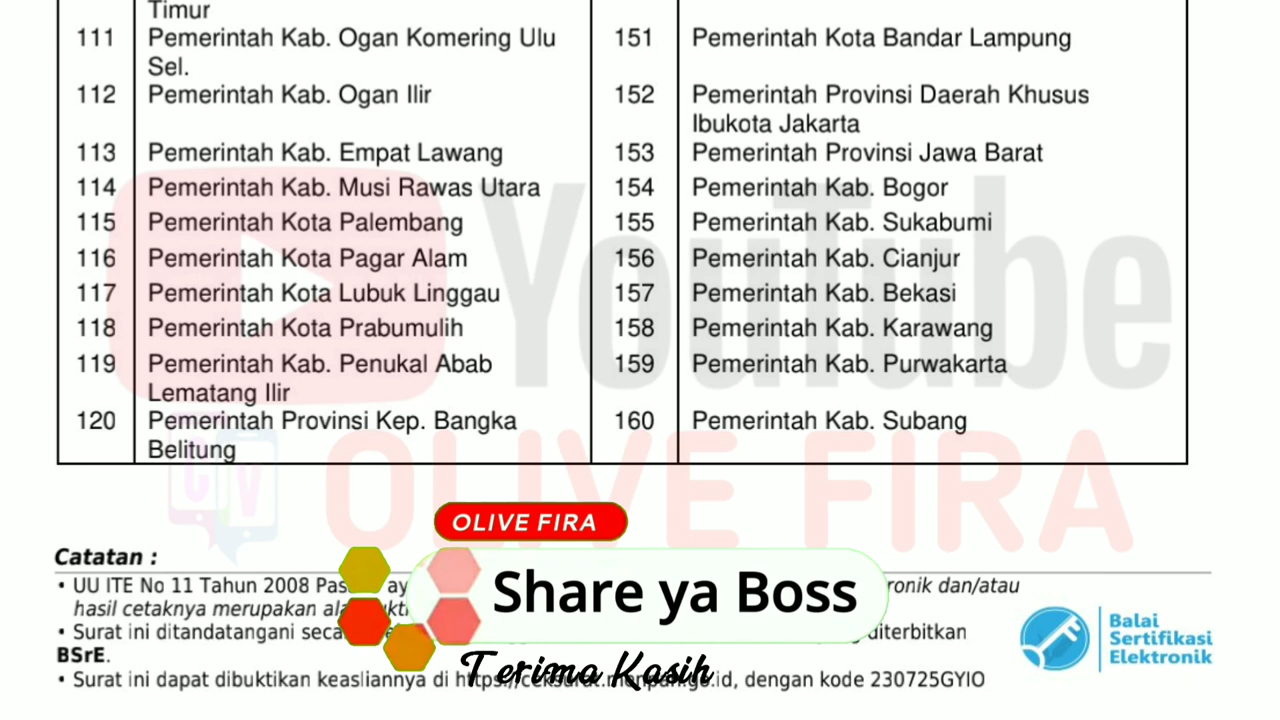 Timur
111 Pemerintah Kab. Ogan Komering Ulu
Sel.
112 Pemerintah Kab. Ogan Ilir
113 Pemerintah Kab. Empat Lawang
114 Pemerintah Kab. Musi Rawas Utara
115 Pemerintah Kota Palembang
116 Pemerintah Kota Pagar Alam
117 Pemerintah Kota Lubuk Linggau
118 Pemerintah Kota Prabumulih
119 Pemerintah Kab. Penukal Abab
Lematang Ilir
120 Pemerintah Provinsi Kep. Bangka
Belitung
151 Pemerintah Kota Bandar Lampung
152 Pemerintah Provinsi Daerah Khusus
Ibukota Jakarta
153 Pemerintah Provinsi Jawa Barat
154 Pemerintah Kab. Bogor
155 Pemerintah Kab. Sukabumi
156 Pemerintah Kab. Cianjur
157 Pemerintah Kab. Bekasi
158 Pemerintah Kab. Karawang
159 Pemerintah Kab. Purwakarta
160 Pemerintah Kab. Subang
YouTube
GV
OLIVE FIRA
OLIVE FIRA
Share ya Boss
Terima Kasih
Catatan :
• UU ITE No 11 Tahun 2008 dan/atau
hasil cetaknya merupakan
• Surat ini ditandatangani diterbitkan
BSrE.
• Surat ini dapat dibuktikan keasliannya di dengan kode 230725GYIO
Balai
Sertifikasi
Elektronik